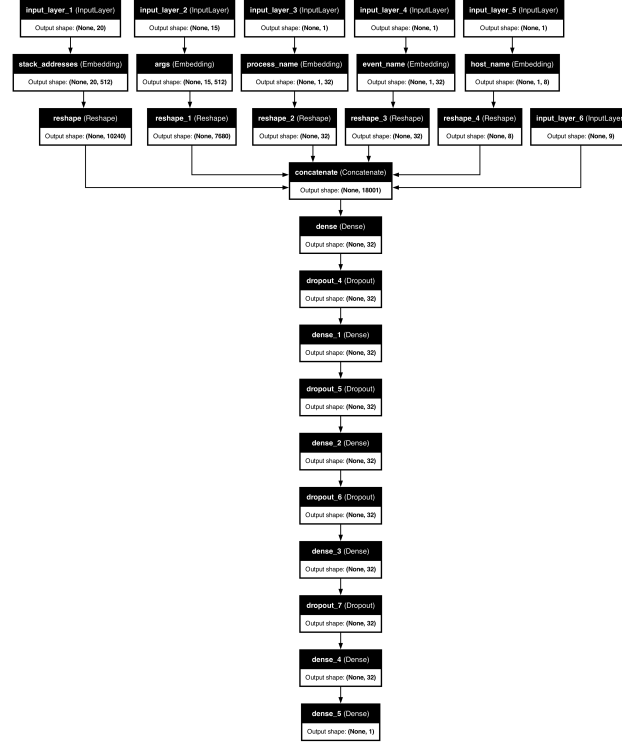 input_layer_1 (InputLayer)
Output shape: (None, 20)
input_layer_2 (InputLayer)
Output shape: (None, 15)
input_layer_3 (InputLayer)
Output shape: (None, 1)
input_layer_4 (InputLayer)
Output shape: (None, 1)
input_layer_5 (InputLayer)
Output shape: (None, 1)
stack_addresses (Embedding)
Output shape: (None, 20, 512)
args (Embedding)
Output shape: (None, 15, 512)
process_name (Embedding)
Output shape: (None, 1, 32)
event_name (Embedding)
Output shape: (None, 1, 32)
host_name (Embedding)
Output shape: (None, 1, 8)
reshape (Reshape)
Output shape: (None, 10240)
reshape_1 (Reshape)
Output shape: (None, 7680)
reshape_2 (Reshape)
Output shape: (None, 32)
reshape_3 (Reshape)
Output shape: (None, 32)
reshape_4 (Reshape)
Output shape: (None, 8)
input_layer_6 (InputLayer
Output shape: (None, 9)
concatenate (Concatenate)
Output shape: (None, 18001)
dense (Dense)
Output shape: (None, 32)
dropout_4 (Dropout)
Output shape: (None, 32)
dense_1 (Dense)
Output shape: (None, 32)
dropout_5 (Dropout)
Output shape: (None, 32)
dense_2 (Dense)
Output shape: (None, 32)
dropout_6 (Dropout)
Output shape: (None, 32)
dense_3 (Dense)
Output shape: (None, 32)
dropout_7 (Dropout)
Output shape: (None, 32)
dense_4 (Dense)
Output shape: (None, 32)
dense_5 (Dense)
Output shape: (None, 1)